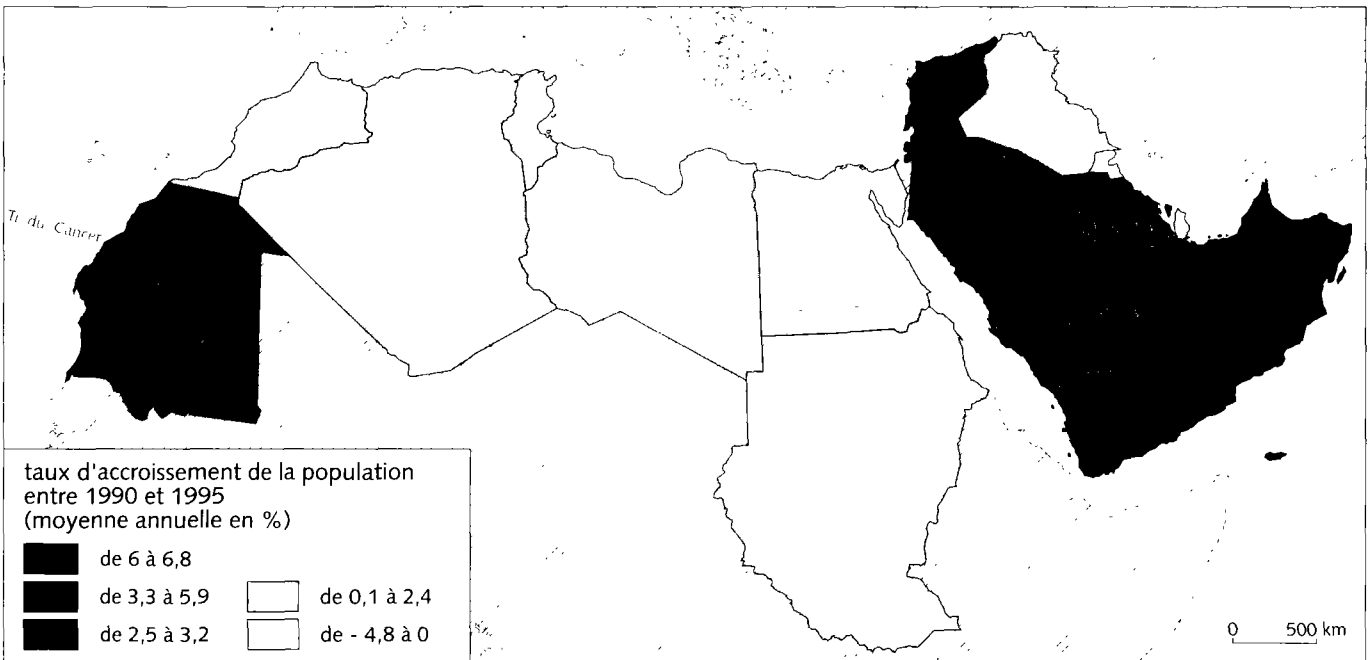 Tr. du Cancer
taux d'accroissement de la population
entre 1990 et 1995
(moyenne annuelle en %)
de 6 à 6,8
de 3,3 à 5,9
de 2,5 à 3,2
de 0,1 à 2,4
de - 4,8 à 0
0 500 km